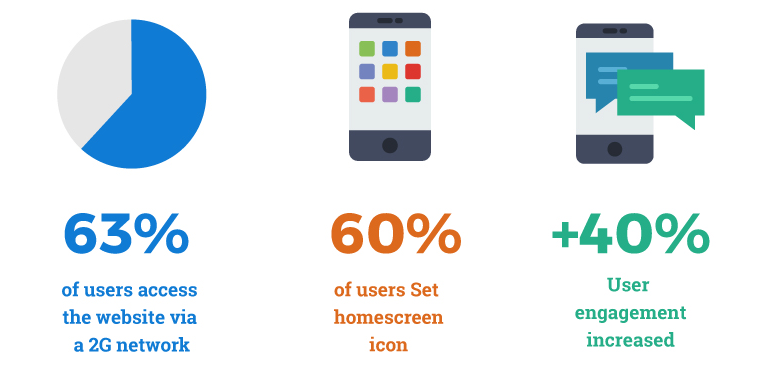 63%
of users access
the website via
a 2G network
60%
of users Set
homescreen
icon
+40%
User
engagement
increased